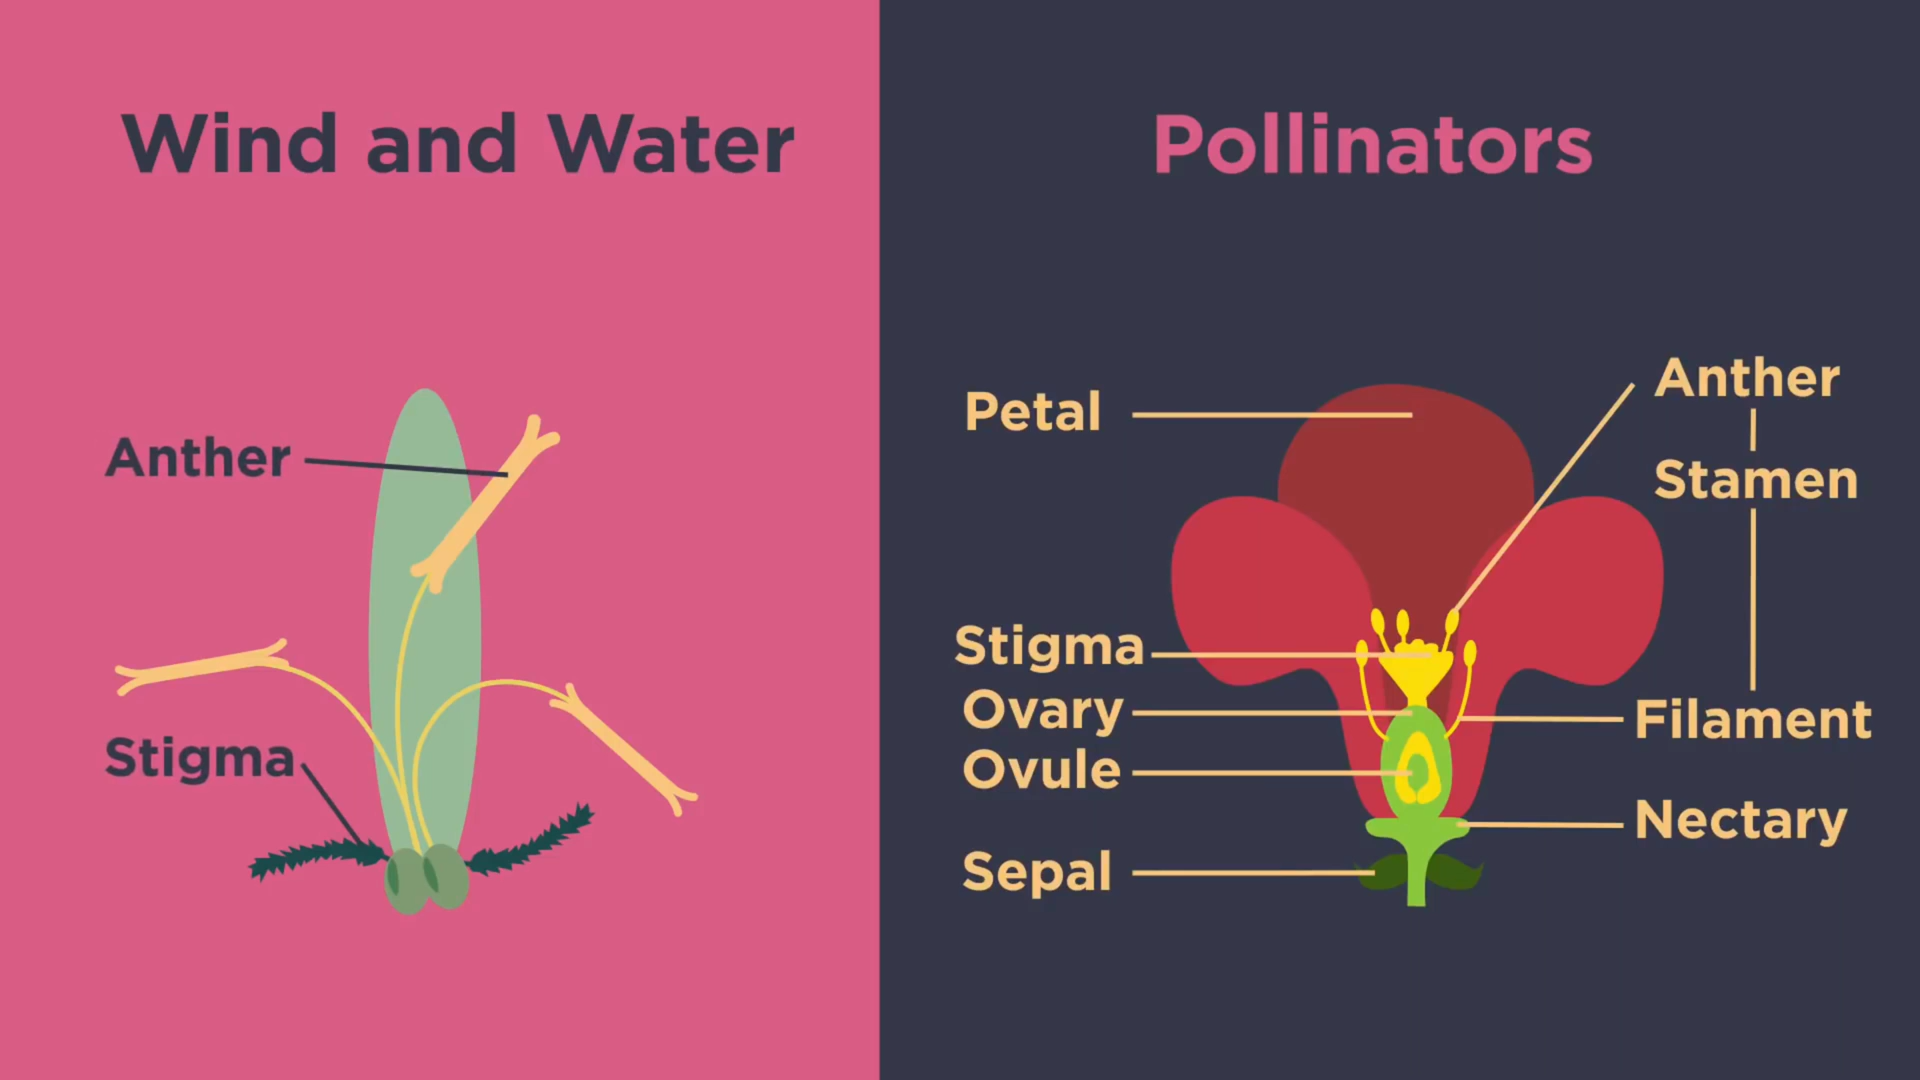 Wind and Water
Anther
Stigma
Pollinators
Petal
Stigma
Ovary
Ovule
Sepal
Anther
Stamen
Filament
Nectary